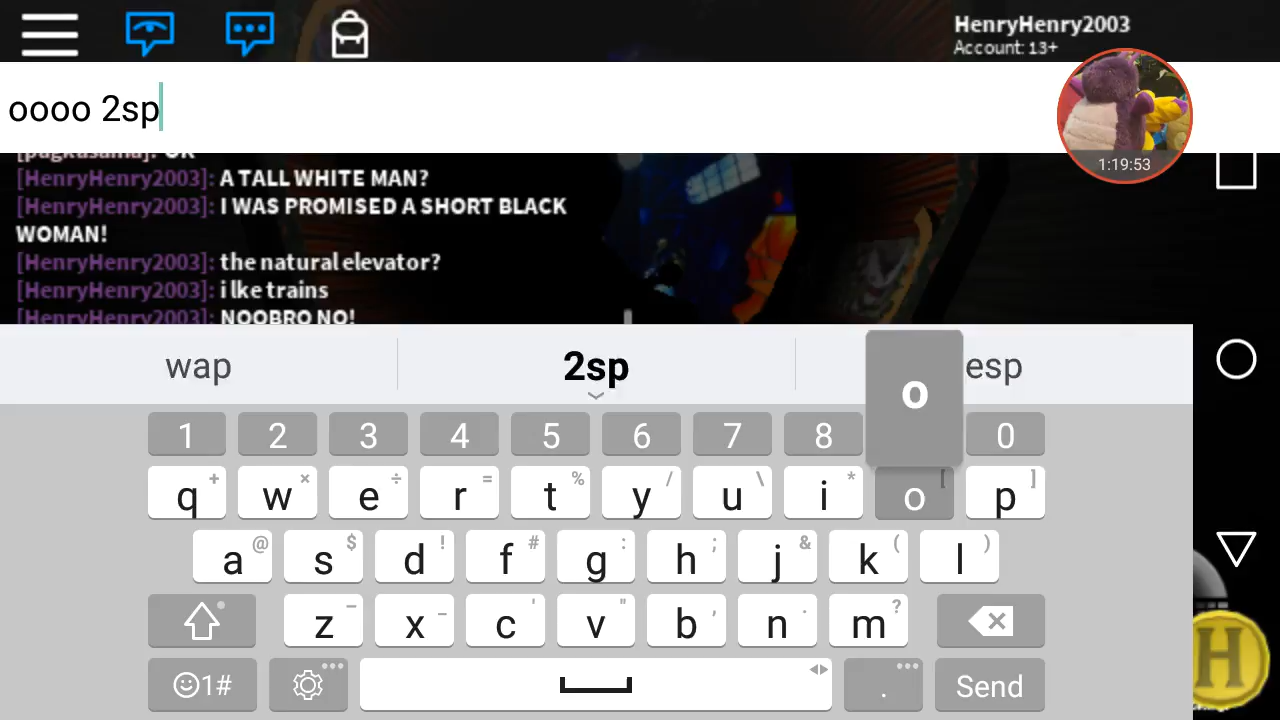 HenryHenry2003
Account: 13+
oooo 2sp
1:19:53
[pagkasama]: OK
[HenryHenry2003]: A TALL WHITE MAN?
[HenryHenry2003]: I WAS PROMISED A SHORT BLACK
WOMAN!
[HenryHenry2003]: the natural elevator?
[HenryHenry2003]: i lke trains
[HenryHenry2003]: NOOBRO NO!
wap 2sp esp
o
1 2 3 4 5 6 7 8 0
q + w × e ÷ r = t % y / u \ i * o [ p ]
a @ s $ d ! f # g : h ; j & k ( l )
z – x _ c ' v " b , n . m ?
1# . Send
H